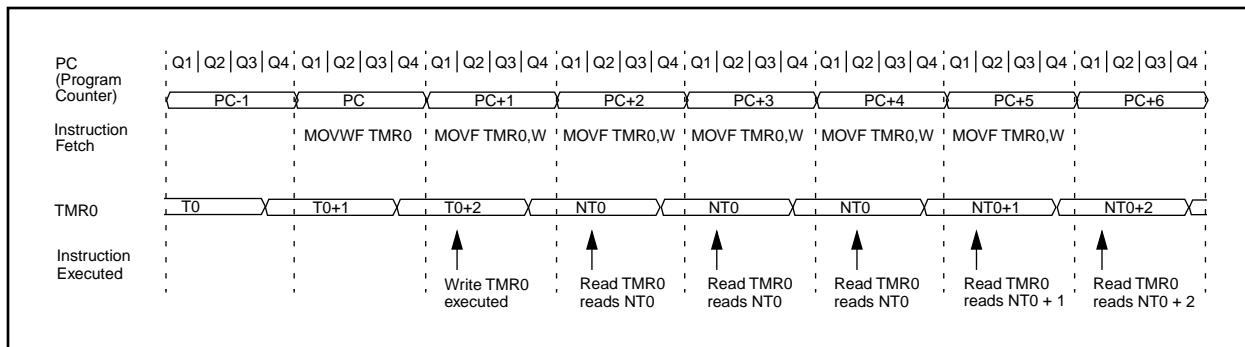 PC
(Program
Counter)
Q1 Q2 Q3 Q4 Q1 Q2 Q3 Q4 Q1 Q2 Q3 Q4 Q1 Q2 Q3 Q4 Q1 Q2 Q3 Q4 Q1 Q2 Q3 Q4 Q1 Q2 Q3 Q4 Q1 Q2 Q3 Q4
PC-1 PC PC+1 PC+2 PC+3 PC+4 PC+5 PC+6
Instruction
Fetch
MOVWF TMR0 MOVF TMR0,W MOVF TMR0,W MOVF TMR0,W MOVF TMR0,W MOVF TMR0,W
TMR0
T0 T0+1 T0+2 NT0 NT0 NT0 NT0+1 NT0+2
Instruction
Executed
Write TMR0
executed
Read TMR0
reads NT0
Read TMR0
reads NT0
Read TMR0
reads NT0
Read TMR0
reads NT0 + 1
Read TMR0
reads NT0 + 2